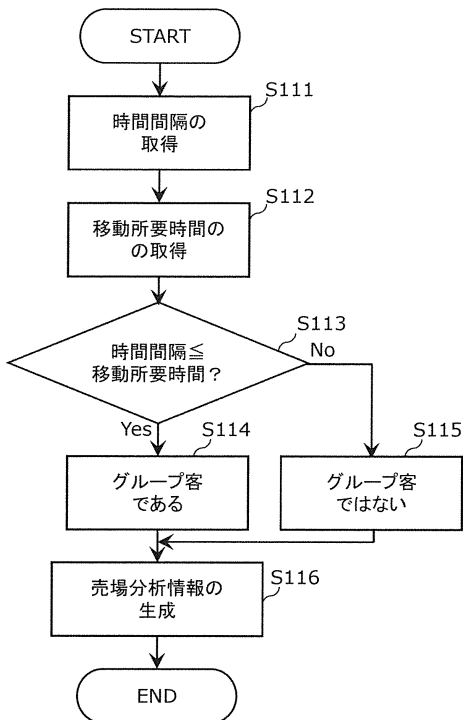 START
S111
時間間隔の
取得
S112
移動所要時間の
の取得
S113
時間間隔≦
移動所要時間?
No
Yes
S114
グループ客
である
S115
グループ客
ではない
S116
売場分析情報の
生成
END